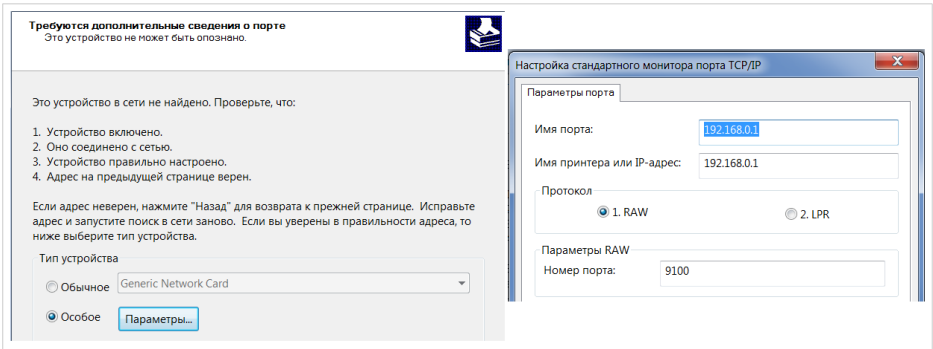 Требуются дополнительные сведения о порте
Это устройство не может быть опознано.
Это устройство в сети не найдено. Проверьте, что:
1. Устройство включено.
2. Оно соединено с сетью.
3. Устройство правильно настроено.
4. Адрес на предыдущей странице верен.
Если адрес неверен, нажмите "Назад" для возврата к прежней странице. Исправьте
адрес и запустите поиск в сети заново. Если вы уверены в правильности адреса, то
ниже выберите тип устройства.
Тип устройства
Обычное Generic Network Card
Особое Параметры...
Настройка стандартного монитора порта TCP/IP
Параметры порта
Имя порта: 192.168.0.1
Имя принтера или IP-адрес: 192.168.0.1
Протокол
1. RAW 2. LPR
Параметры RAW
Номер порта: 9100